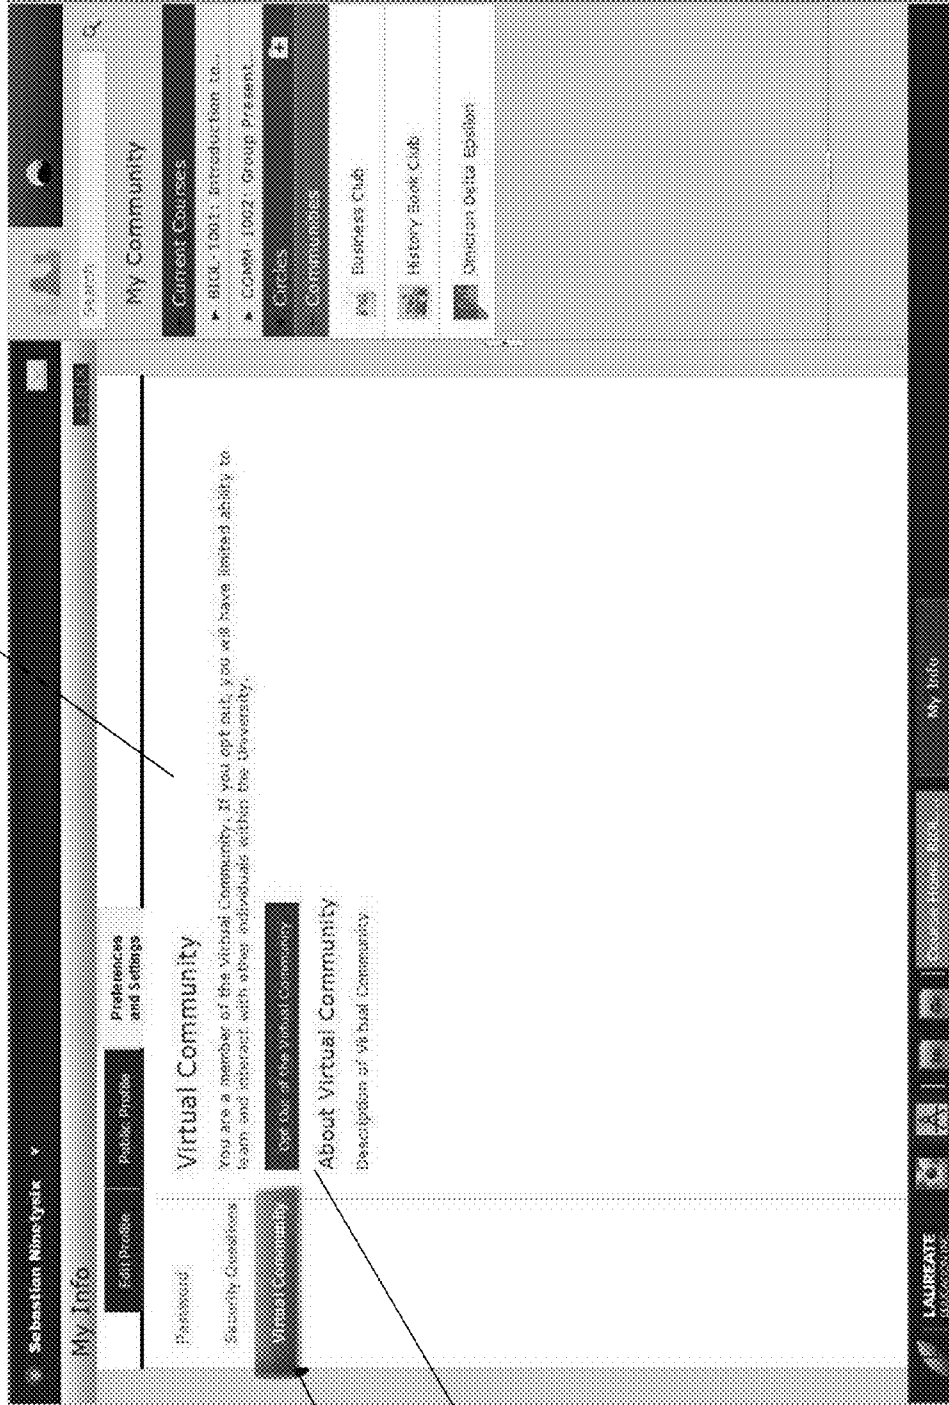 Sebastian
My Info
Edit Profile
Public Profile
Preferences
and Settings
Password
Security Questions
Virtual Community
Virtual Community
You are a member of the Virtual Community. If you opt out, you will have limited ability to
learn and interact with other individuals within the University.
Opt Out of the Virtual Community
About Virtual Community
Description of Virtual Community
Search
My Community
Current Courses
BIOL-1001: Introduction to...
COMM-1002 Group Present...
Circles
Communities
Business Club
History Book Club
Omicron Delta Epsilon
LAUREATE
My Info